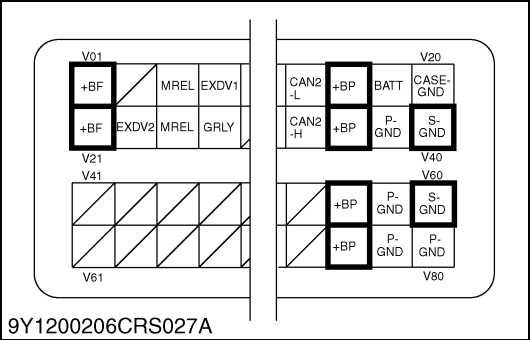 V01 V20
+BF MREL EXDV1 CAN2-L +BP BATT CASE-GND
+BF EXDV2 MREL GRLY CAN2-H +BP P-GND S-GND
V21 V40
V41 V60
+BP P-GND S-GND
+BP P-GND P-GND
V61 V80
9Y1200206CRS027A